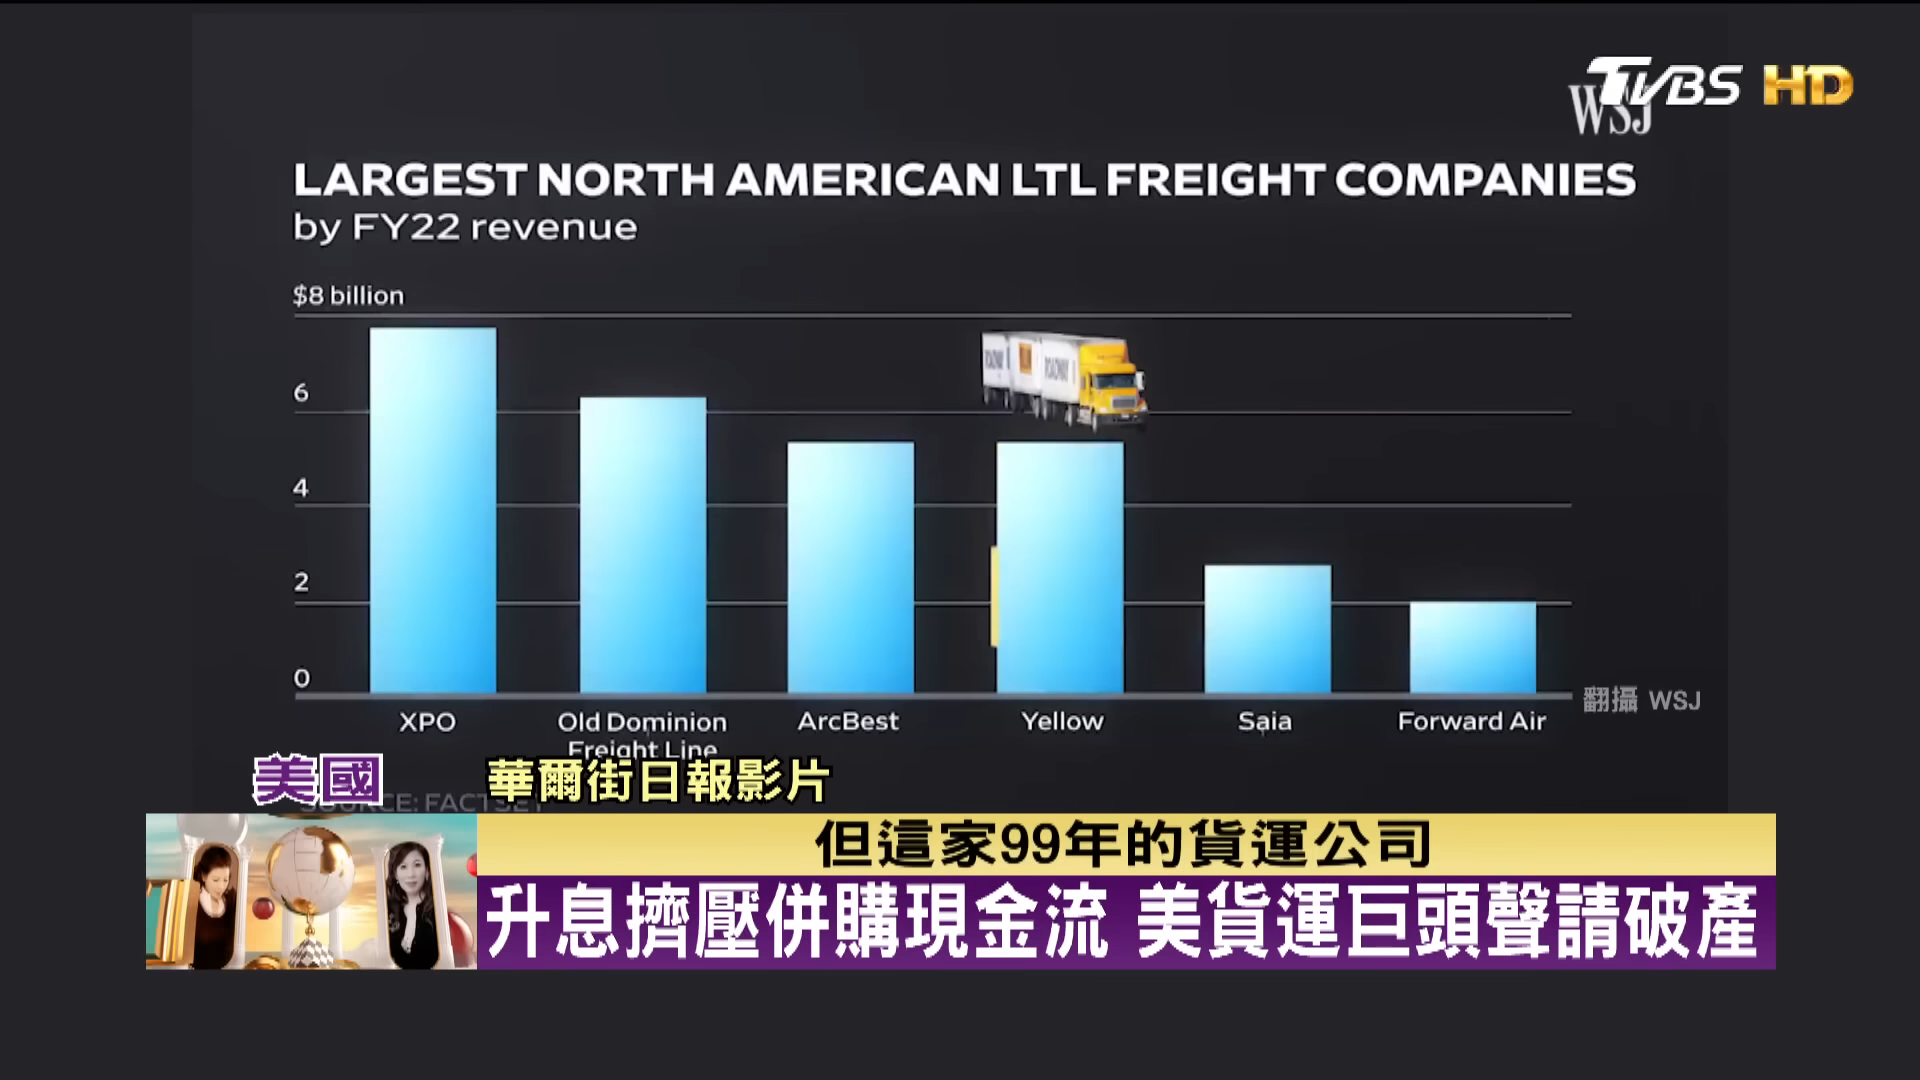 TVBS HD
WSJ
LARGEST NORTH AMERICAN LTL FREIGHT COMPANIES
by FY22 revenue
$8 billion
6
4
2
0
ROADWAY
XPO
Old Dominion
Freight Line
ArcBest
Yellow
Saia
Forward Air
翻攝 WSJ
SOURCE: FACTSET
美國
華爾街日報影片
但這家99年的貨運公司
升息擠壓併購現金流 美貨運巨頭聲請破產